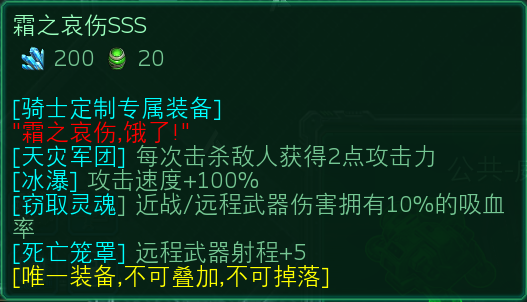 霜之哀伤SSS
200 20
[骑士定制专属装备]
"霜之哀伤,饿了!"
[天灾军团] 每次击杀敌人获得2点攻击力
[冰瀑] 攻击速度+100%
[窃取灵魂] 近战/远程武器伤害拥有10%的吸血
率
[死亡笼罩] 远程武器射程+5
[唯一装备,不可叠加,不可掉落]
公共